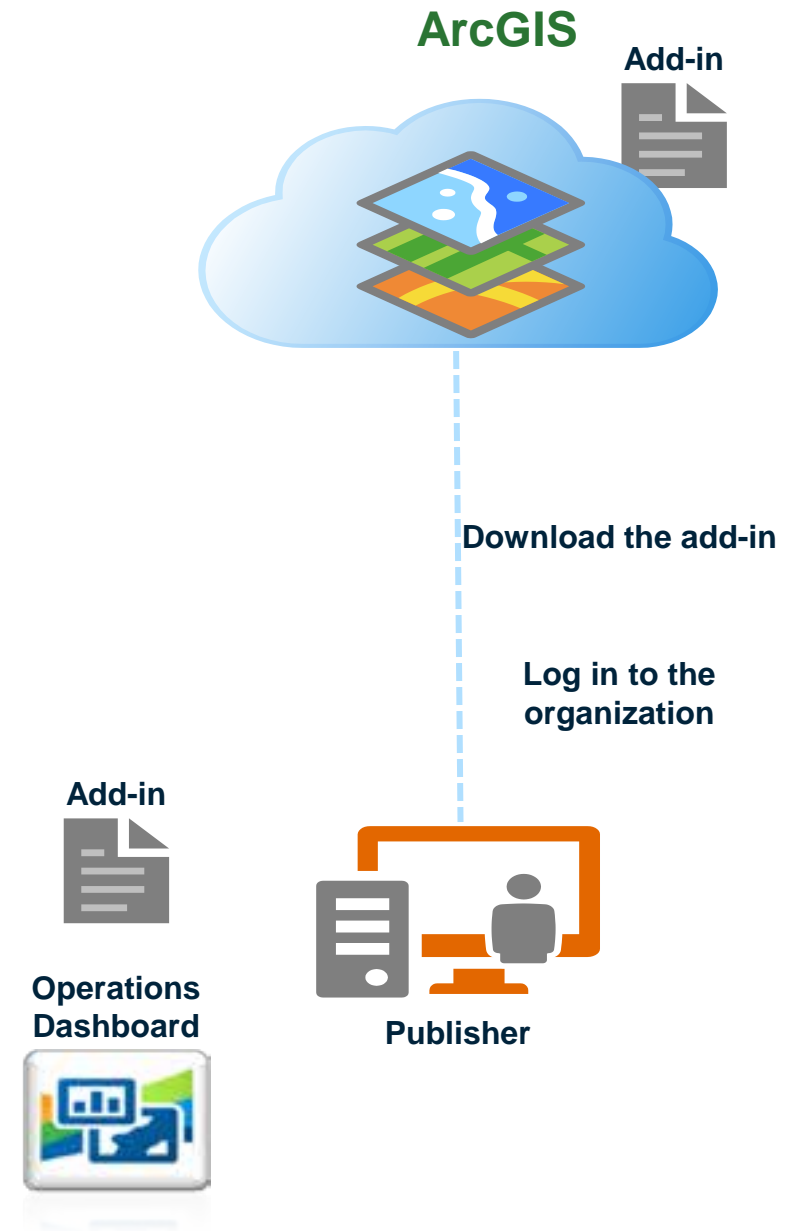 ArcGIS
Add-in
Download the add-in
Log in to the
organization
Add-in
Operations
Dashboard
Publisher